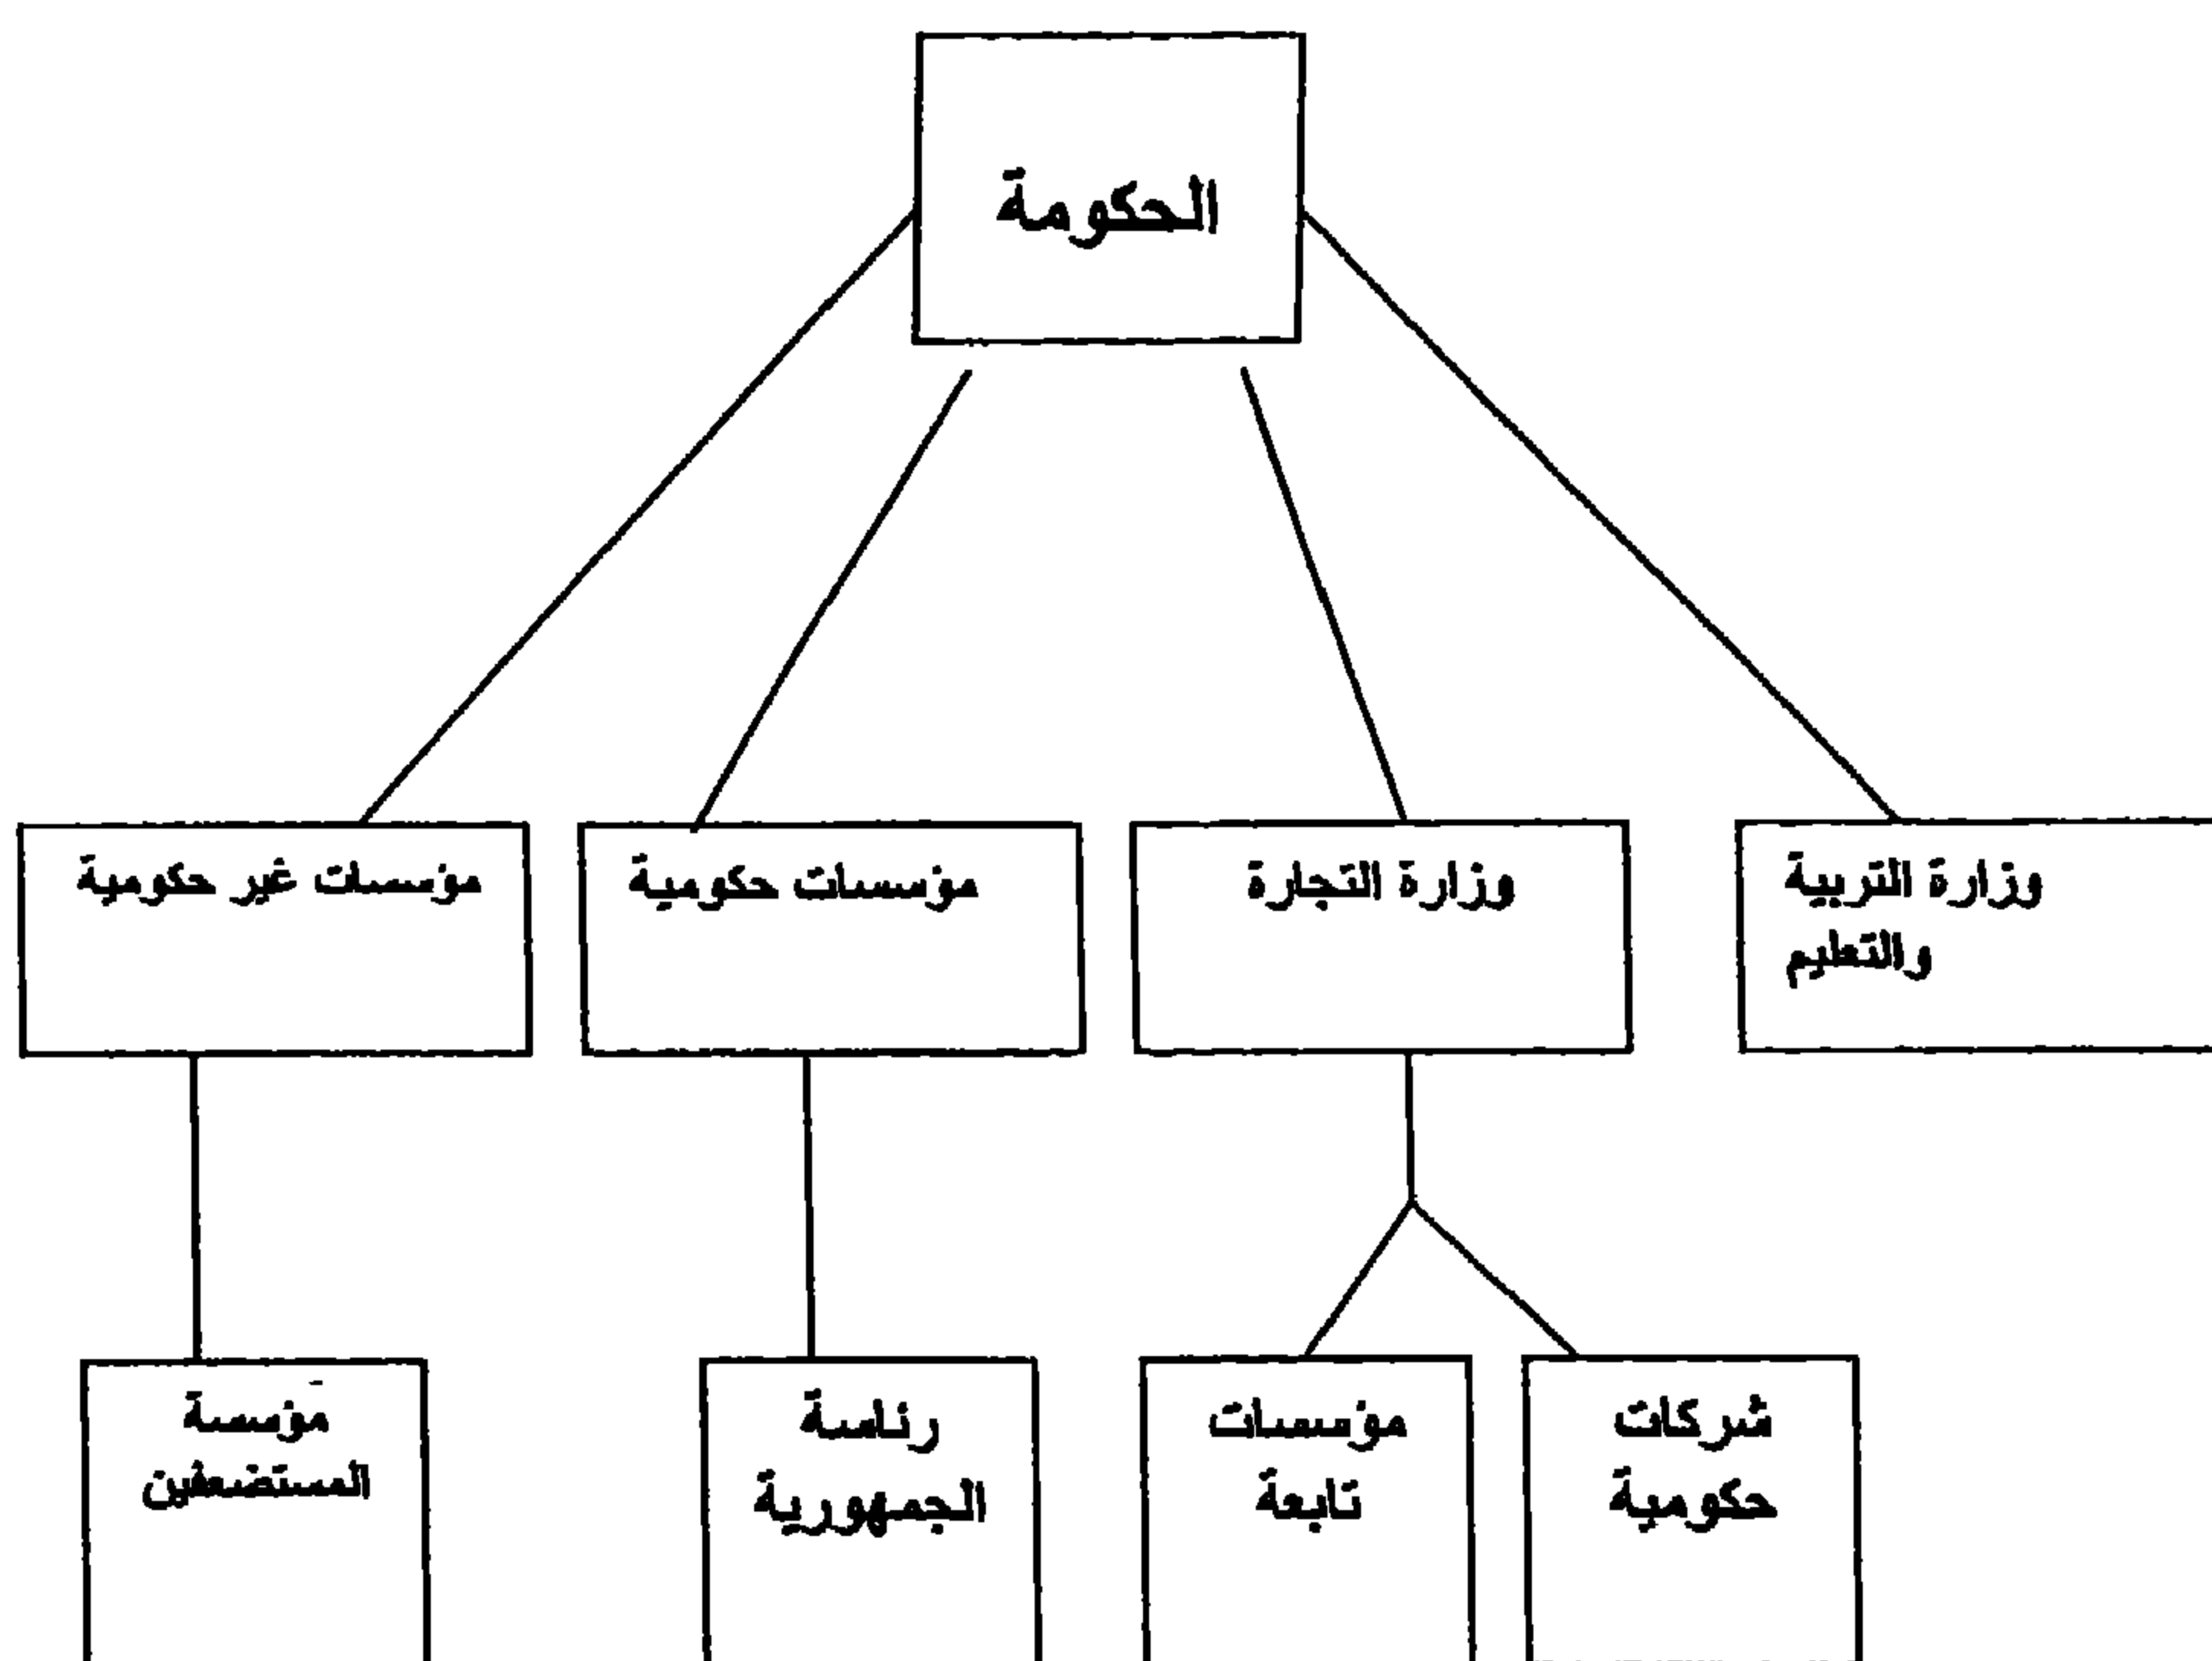 الحكومة
وزارة التربية
والتعليم
وزارة التجارة
مؤسسات حكومية
مؤسسات غير حكومية
شركات
حكومية
مؤسسات
تابعة
رئاسة
الجمهورية
مؤسسة
المستضعفين